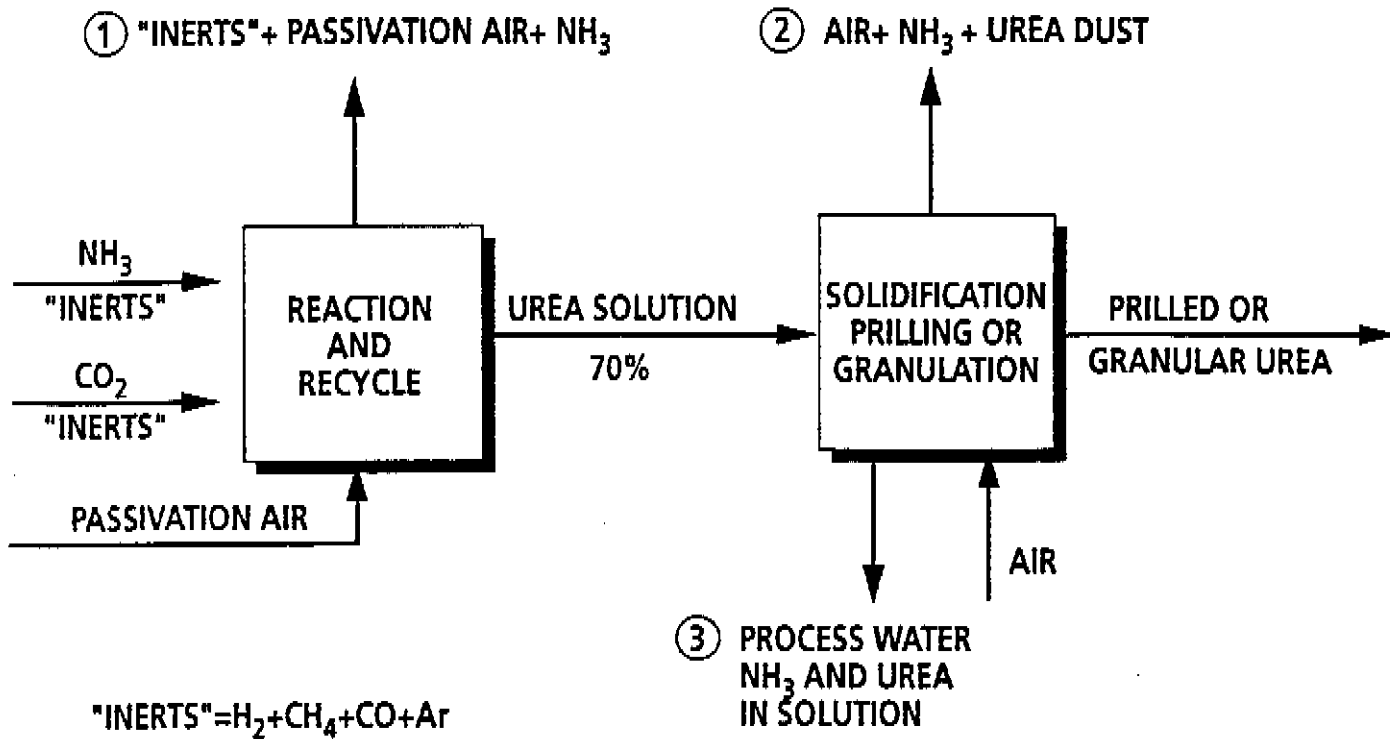 ① "INERTS"+ PASSIVATION AIR+ NH₃
② AIR+ NH₃ + UREA DUST
NH₃
"INERTS"
CO₂
"INERTS"
REACTION
AND
RECYCLE
PASSIVATION AIR
UREA SOLUTION
70%
SOLIDIFICATION
PRILLING OR
GRANULATION
PRILLED OR
GRANULAR UREA
AIR
③ PROCESS WATER
NH₃ AND UREA
IN SOLUTION
"INERTS"=H₂+CH₄+CO+Ar